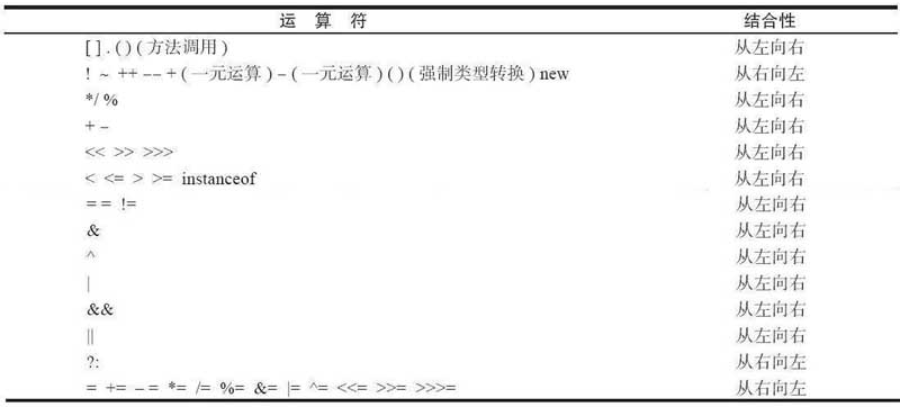 运 算 符 结合性
[ ] . ( ) ( 方法调用 ) 从左向右
! ~ ++ -- + ( 一元运算 ) - ( 一元运算 ) ( ) ( 强制类型转换 ) new 从右向左
*/ % 从左向右
+ - 从左向右
<< >> >>> 从左向右
< <= > >= instanceof 从左向右
= = != 从左向右
& 从左向右
^ 从左向右
| 从左向右
&& 从左向右
|| 从左向右
?: 从右向左
= += - = *= /= %= &= |= ^= <<= >>= >>>= 从右向左